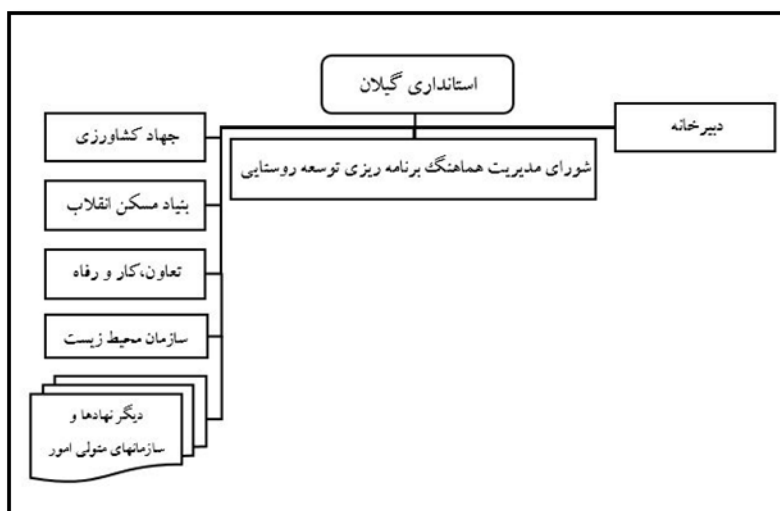 استانداری گیلان
دبیرخانه
شورای مدیریت هماهنگ برنامه ریزی توسعه روستایی
جهاد کشاورزی
بنیاد مسکن انقلاب
تعاون،کار و رفاه
سازمان محیط زیست
دیگر نهادها و
سازمانهای متولی امور